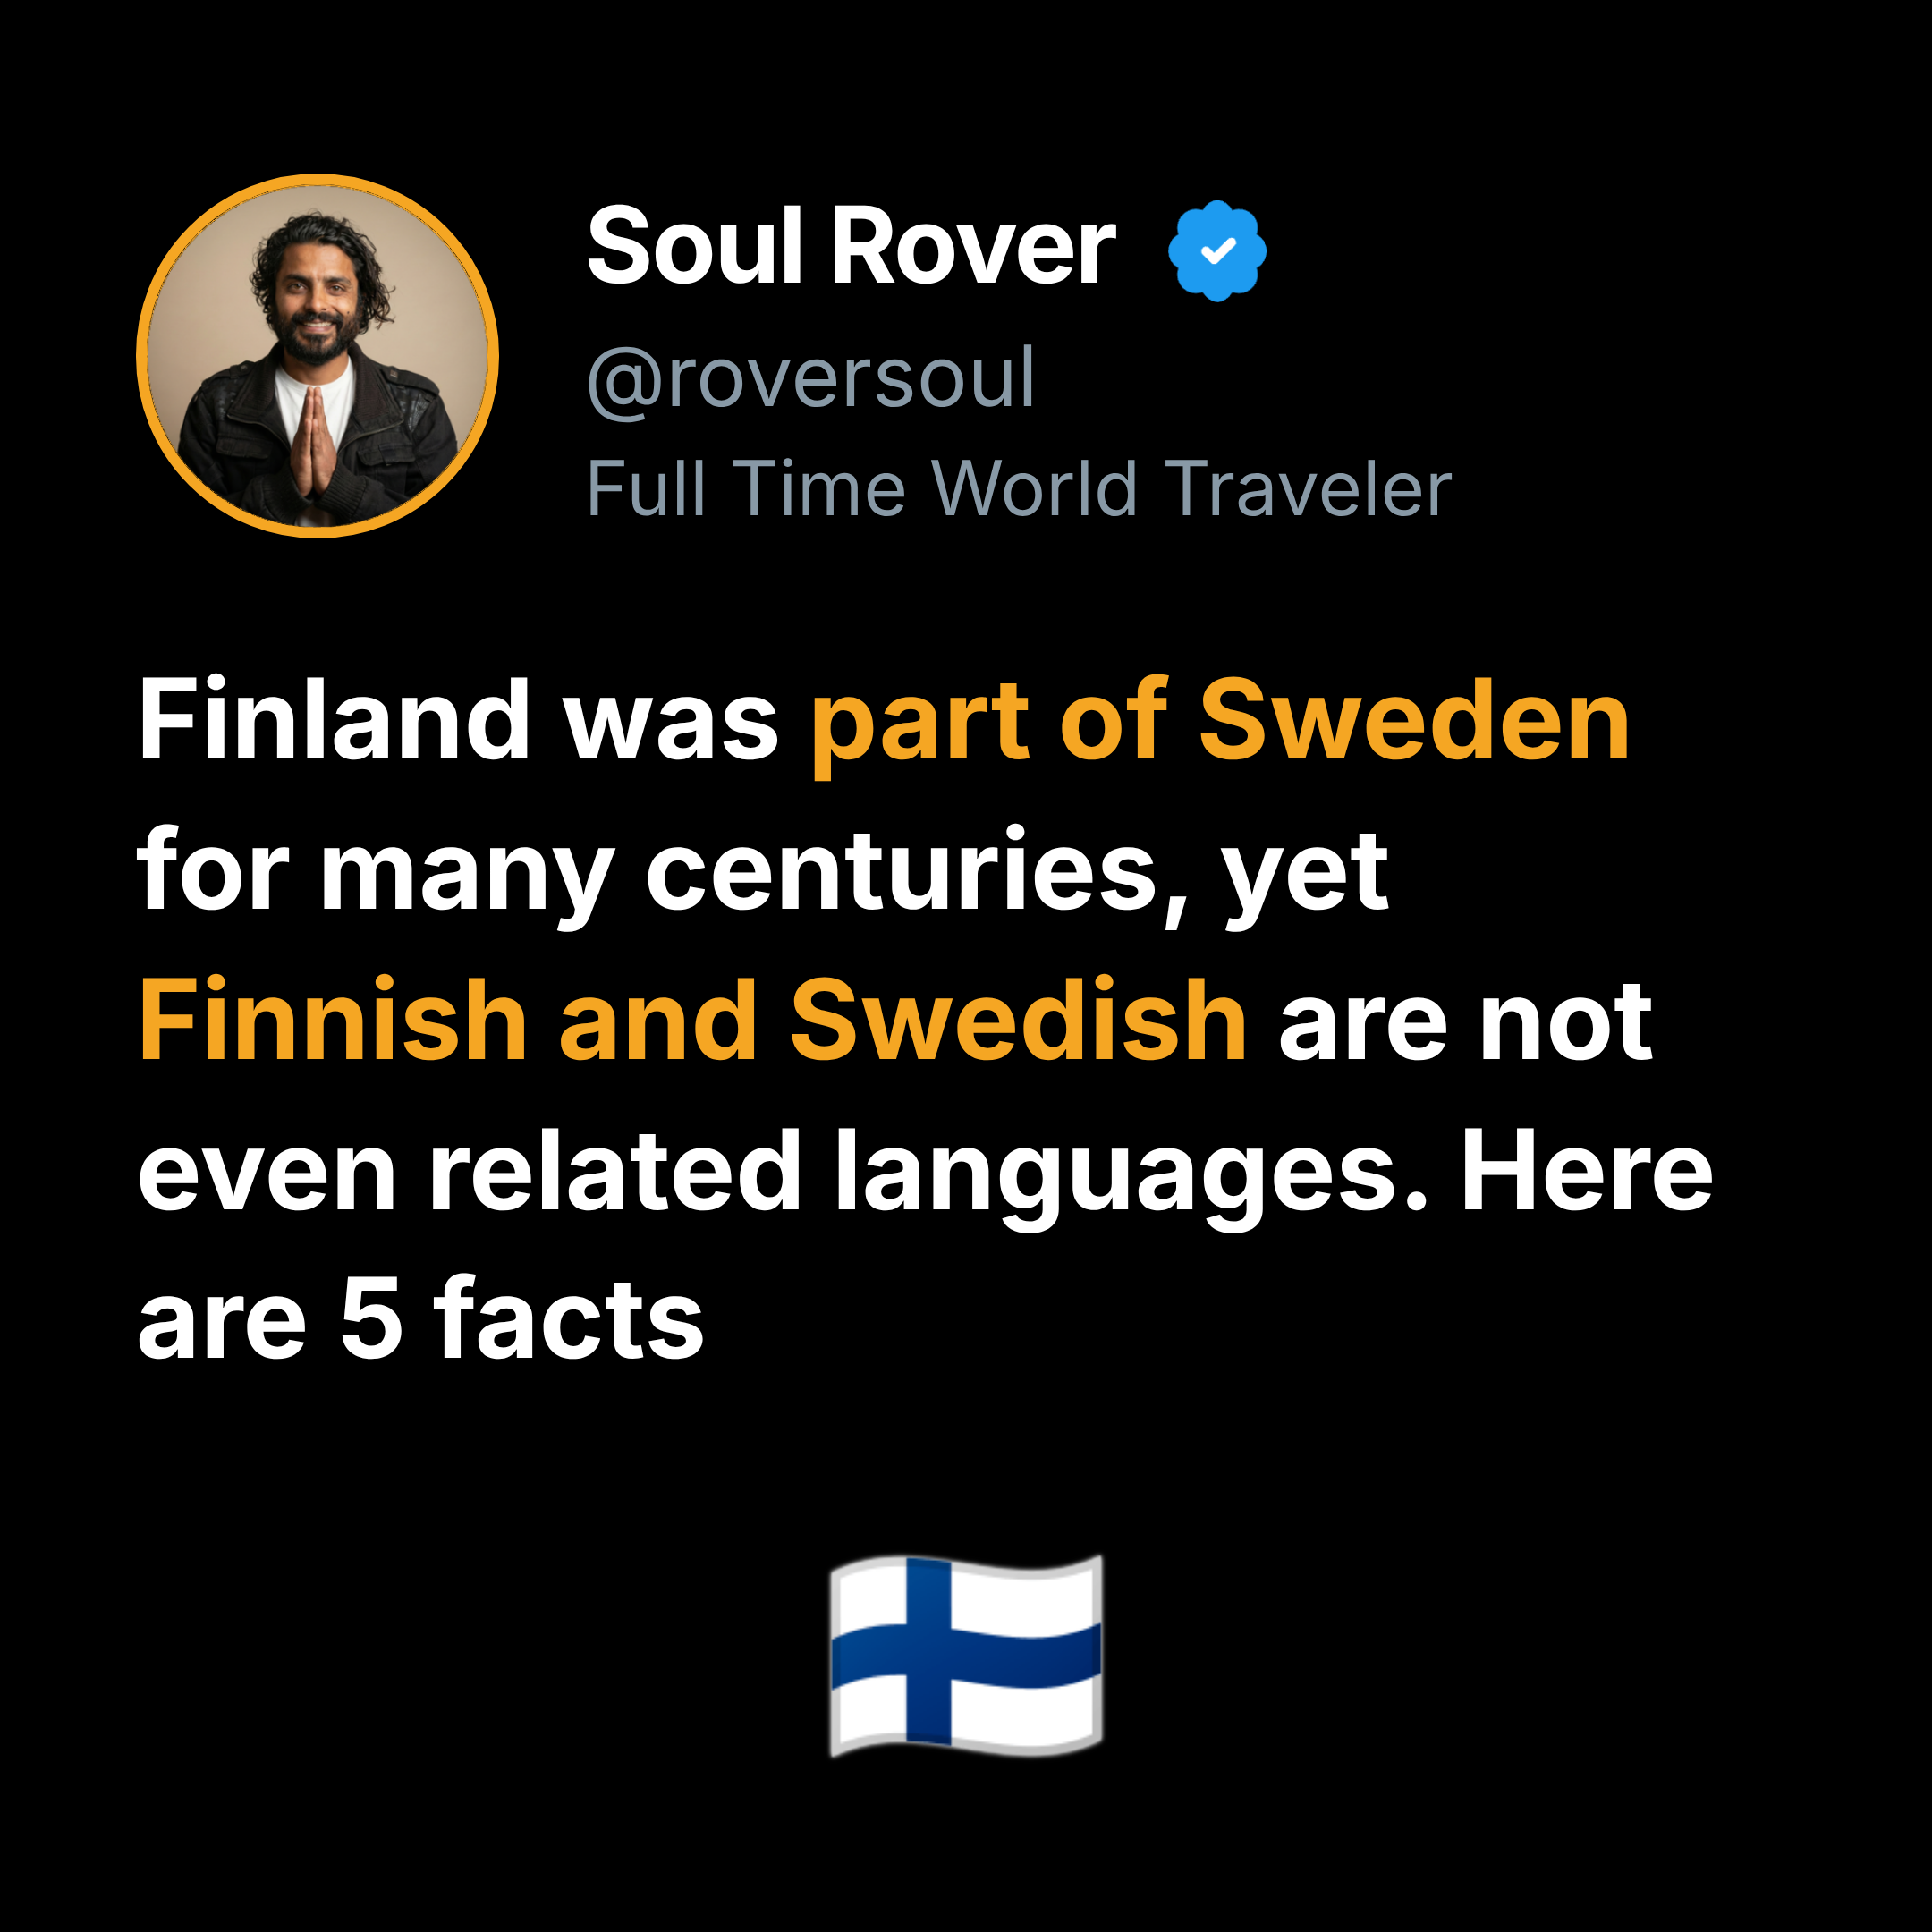 Soul Rover
@roversoul
Full Time World Traveler
Finland was part of Sweden
for many centuries, yet
Finnish and Swedish are not
even related languages. Here
are 5 facts